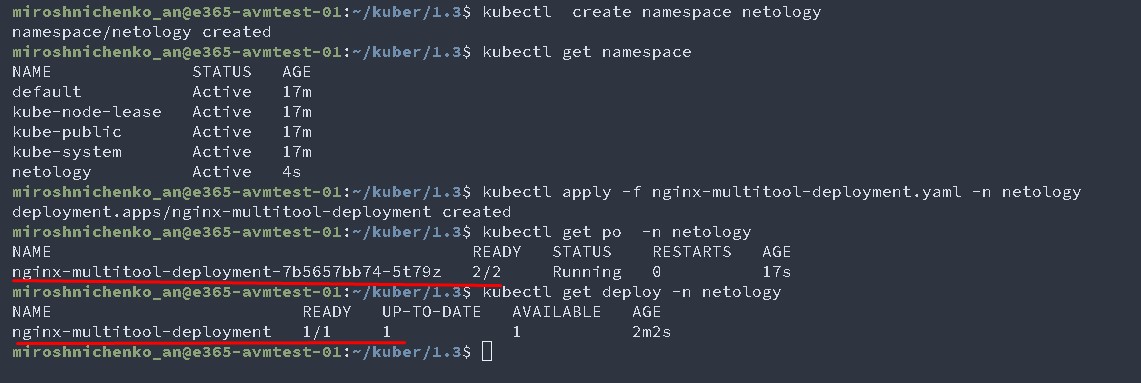 miroshnichenko_an@e365-avmtest-01:~/kuber/1.3$ kubectl  create namespace netology
namespace/netology created
miroshnichenko_an@e365-avmtest-01:~/kuber/1.3$ kubectl get namespace
NAME              STATUS   AGE
default           Active   17m
kube-node-lease   Active   17m
kube-public       Active   17m
kube-system       Active   17m
netology          Active   4s
miroshnichenko_an@e365-avmtest-01:~/kuber/1.3$ kubectl apply -f nginx-multitool-deployment.yaml -n netology
deployment.apps/nginx-multitool-deployment created
miroshnichenko_an@e365-avmtest-01:~/kuber/1.3$ kubectl get po  -n netology
NAME                                          READY     STATUS    RESTARTS   AGE
nginx-multitool-deployment-7b5657bb74-5t79z   2/2     Running   0          17s
miroshnichenko_an@e365-avmtest-01:~/kuber/1.3$ kubectl get deploy -n netology
NAME                         READY   UP-TO-DATE   AVAILABLE   AGE
nginx-multitool-deployment   1/1     1            1           2m2s
miroshnichenko_an@e365-avmtest-01:~/kuber/1.3$